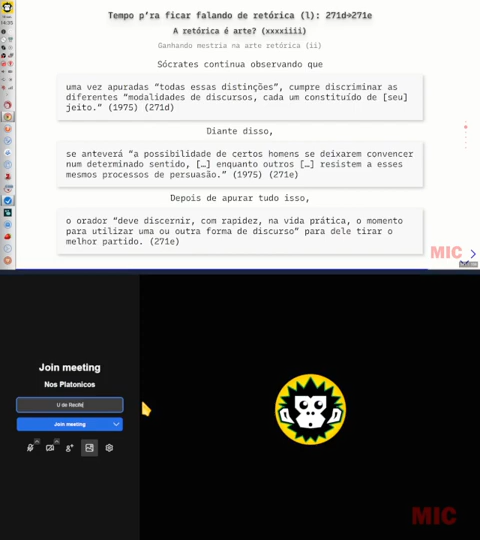 Tempo p’ra ficar falando de retórica (l): 271d→271e
A retórica é arte? (xxxxiiii)
Ganhando mestria na arte retórica (ii)
Sócrates continua observando que
uma vez apuradas “todas essas distinções”, cumpre discriminar as
diferentes “modalidades de discursos, cada um constituído de [seu]
jeito.” (1975) (271d)
Diante disso,
se anteverá “a possibilidade de certos homens se deixarem convencer
num determinado sentido, […] enquanto outros […] resistem a esses
mesmos processos de persuasão.” (1975) (271e)
Depois de apurar tudo isso,
o orador “deve discernir, com rapidez, na vida prática, o momento
para utilizar uma ou outra forma de discurso” para dele tirar o
melhor partido. (271e)
MIC
Join meeting
Nos Platonicos
U de Recife
Join meeting
MIC